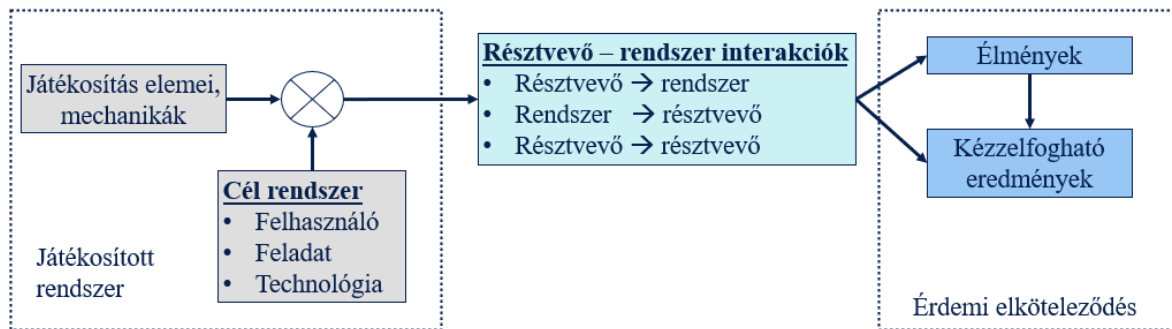 Játékosítás elemei,
mechanikák
Cél rendszer
• Felhasználó
• Feladat
• Technológia
Játékosított
rendszer
Résztvevő – rendszer interakciók
• Résztvevő → rendszer
• Rendszer → résztvevő
• Résztvevő → résztvevő
Élmények
Kézzelfogható
eredmények
Érdemi elköteleződés